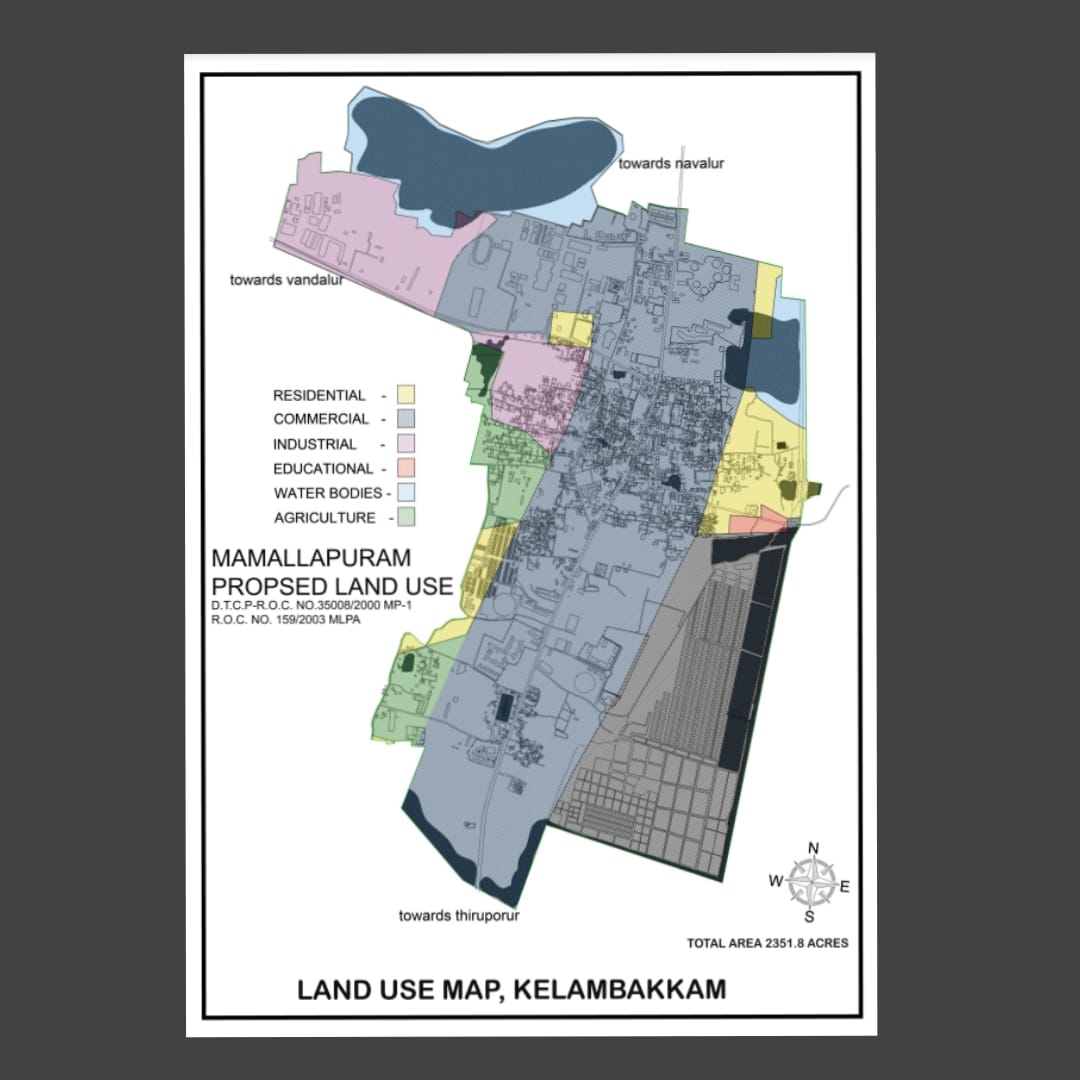 towards navalur
towards vandalur
RESIDENTIAL -
COMMERCIAL -
INDUSTRIAL -
EDUCATIONAL -
WATER BODIES -
AGRICULTURE -
MAMALLAPURAM
PROPSED LAND USE
D.T.C.P-R.O.C. NO.35008/2000 MP-1
R.O.C. NO. 159/2003 MLPA
N
W
E
S
towards thiruporur
TOTAL AREA 2351.8 ACRES
LAND USE MAP, KELAMBAKKAM